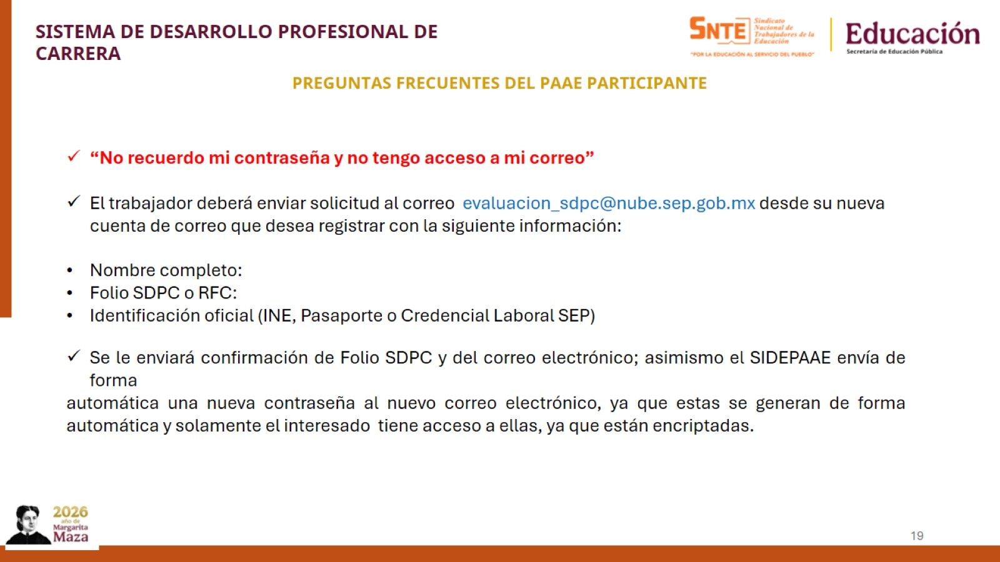 SISTEMA DE DESARROLLO PROFESIONAL DE
CARRERA
SNTE
Sindicato
Nacional de
Trabajadores de la
Educación
"POR LA EDUCACIÓN AL SERVICIO DEL PUEBLO"
Educación
Secretaría de Educación Pública
PREGUNTAS FRECUENTES DEL PAAE PARTICIPANTE
✓ “No recuerdo mi contraseña y no tengo acceso a mi correo”
✓ El trabajador deberá enviar solicitud al correo evaluacion_sdpc@nube.sep.gob.mx desde su nueva
cuenta de correo que desea registrar con la siguiente información:
• Nombre completo:
• Folio SDPC o RFC:
• Identificación oficial (INE, Pasaporte o Credencial Laboral SEP)
✓ Se le enviará confirmación de Folio SDPC y del correo electrónico; asimismo el SIDEPAAE envía de
forma
automática una nueva contraseña al nuevo correo electrónico, ya que estas se generan de forma
automática y solamente el interesado tiene acceso a ellas, ya que están encriptadas.
2026
año de
Margarita
Maza
19